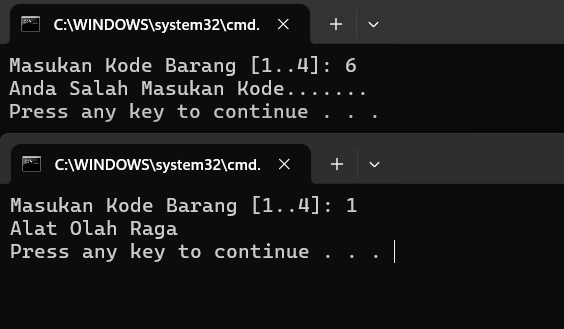 C:\WINDOWS\system32\cmd.
Masukan Kode Barang [1..4]: 6
Anda Salah Masukan Kode.......
Press any key to continue . . .
C:\WINDOWS\system32\cmd.
Masukan Kode Barang [1..4]: 1
Alat Olah Raga
Press any key to continue . . .